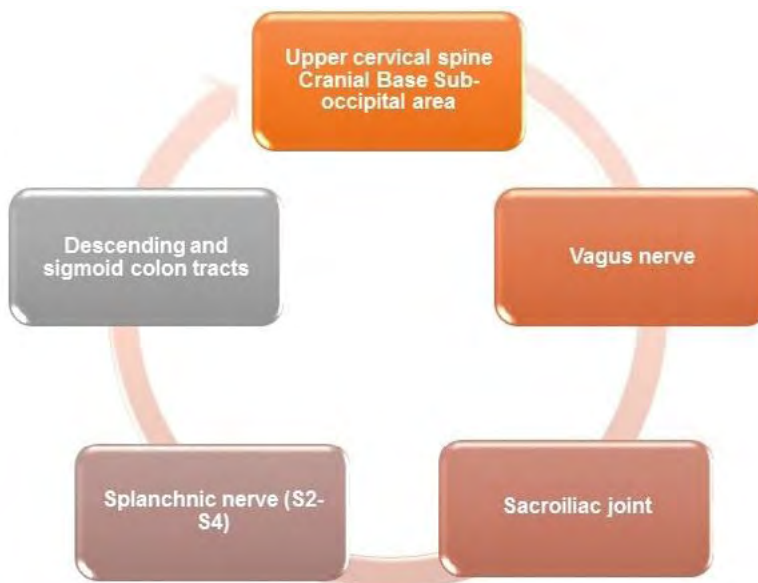 Upper cervical spine
Cranial Base Sub-
occipital area
Vagus nerve
Sacroiliac joint
Splanchnic nerve (S2-
S4)
Descending and
sigmoid colon tracts